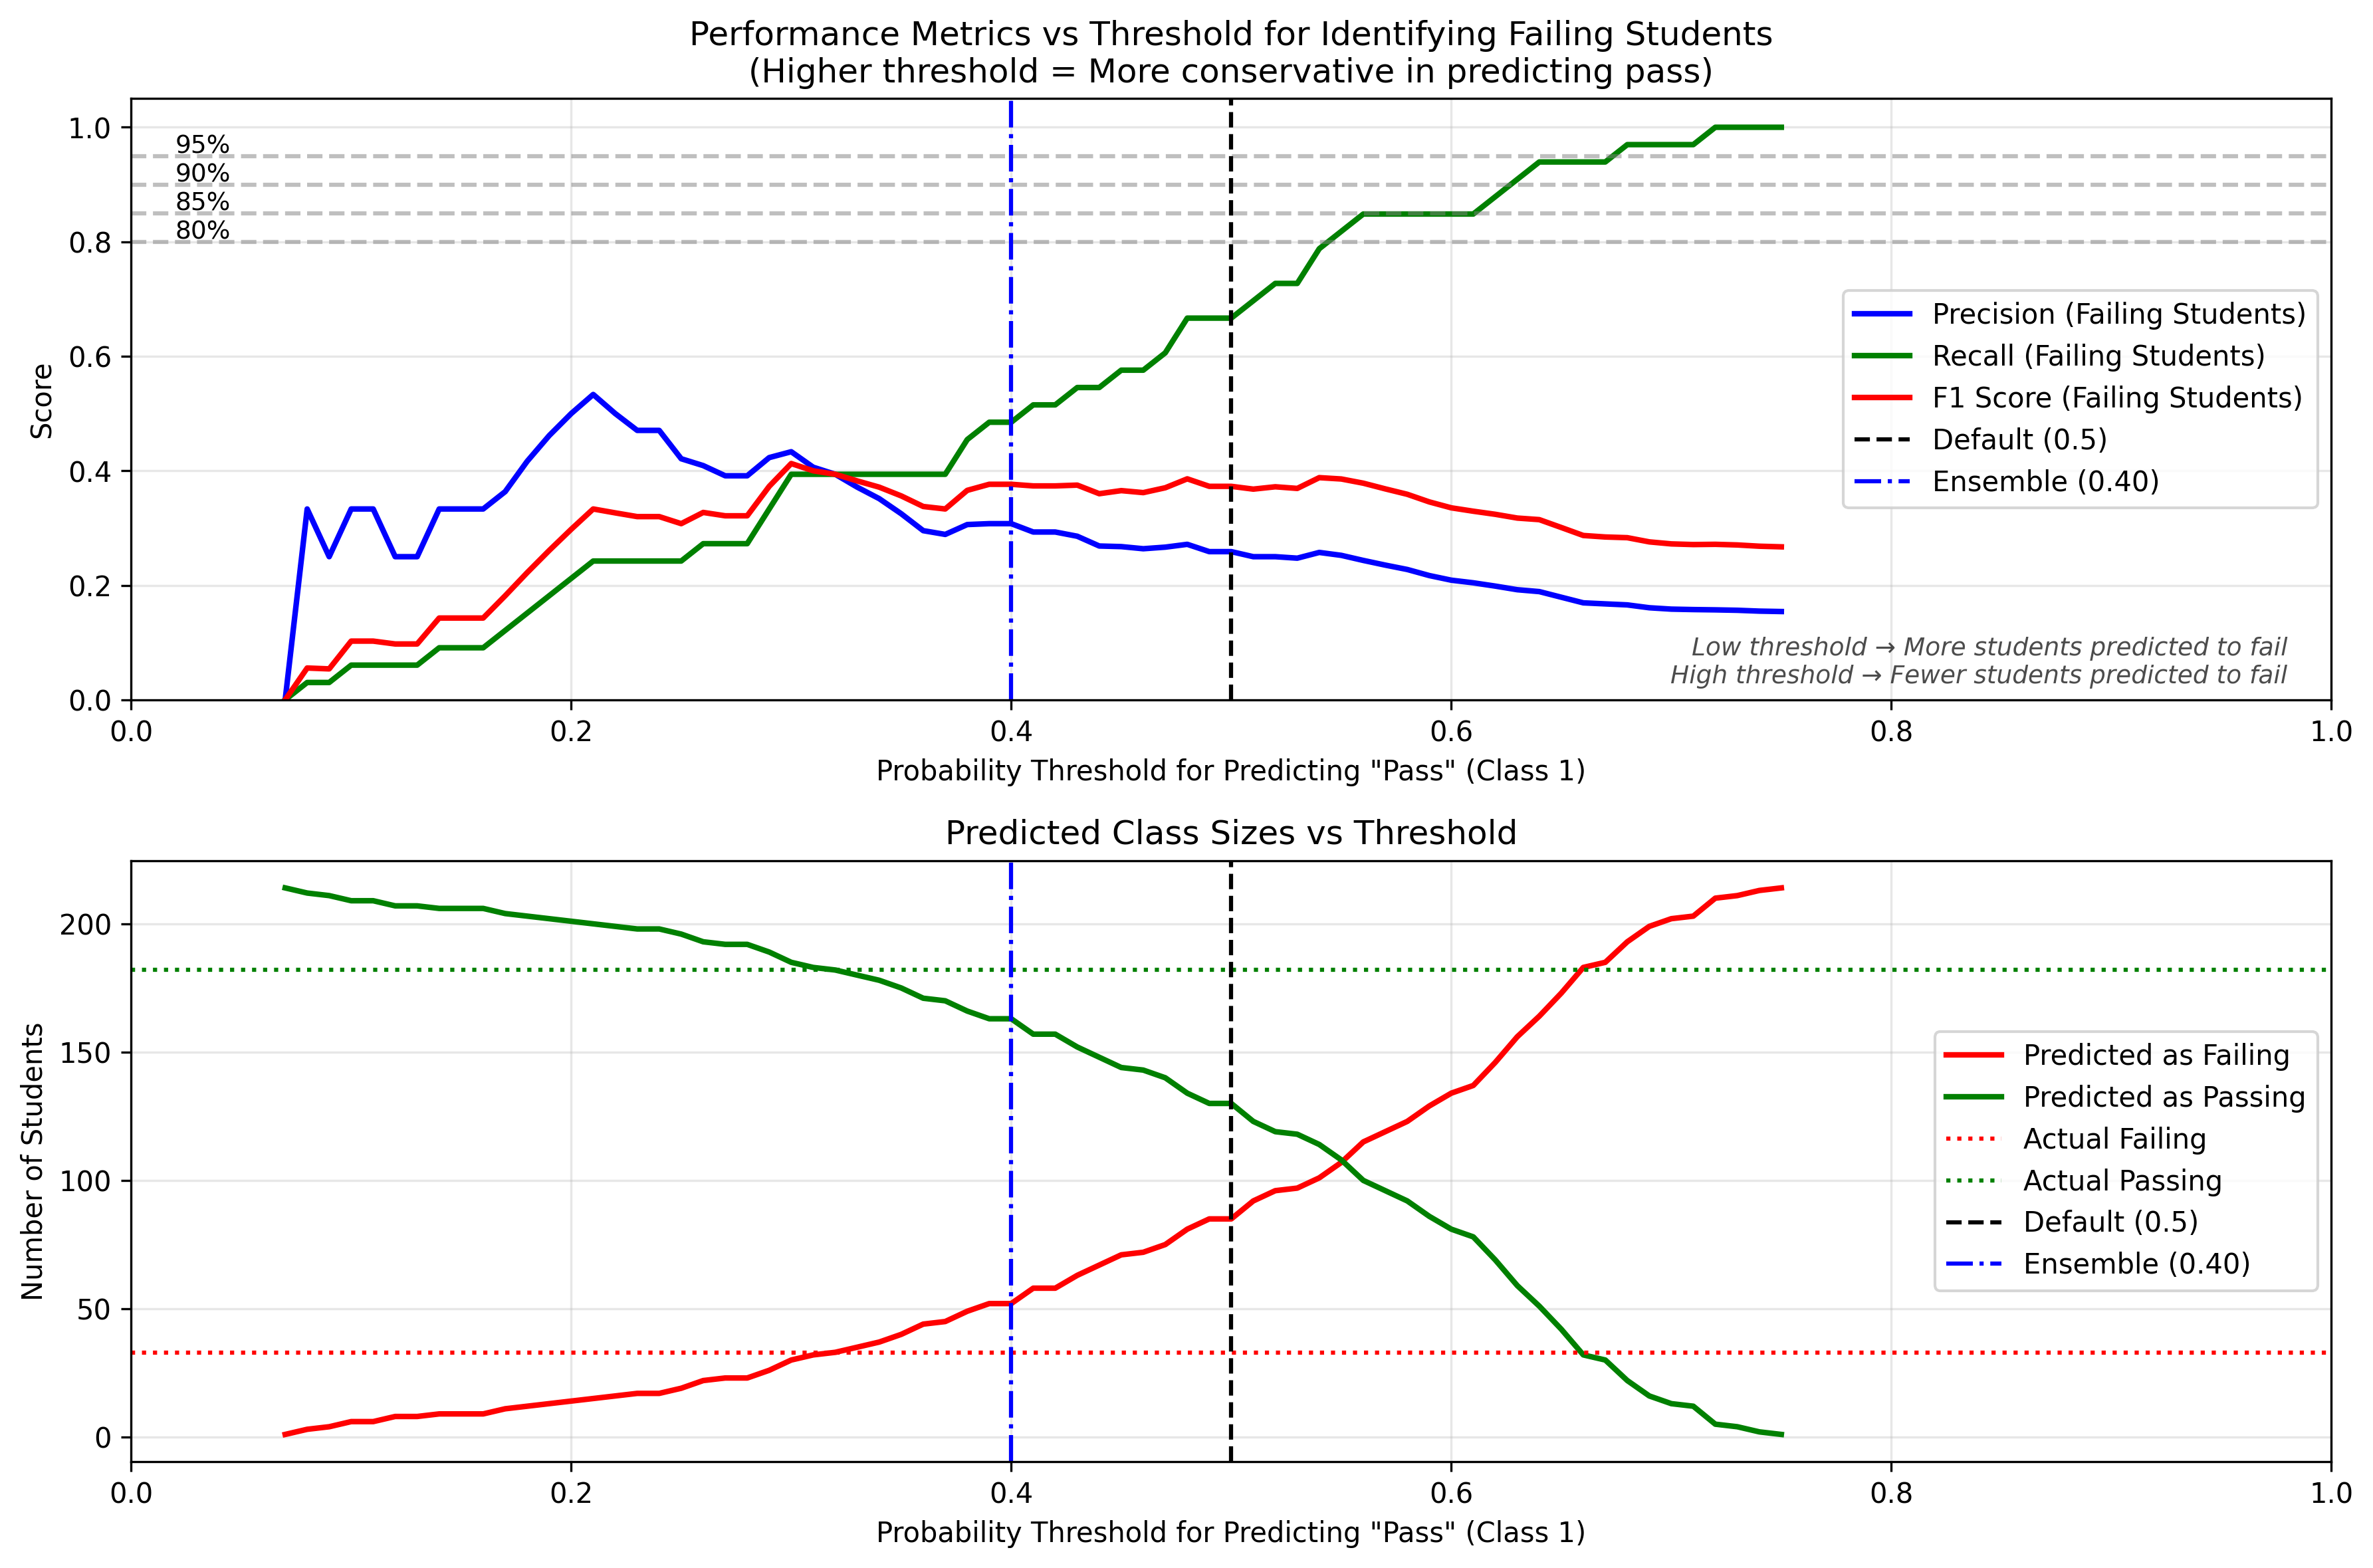 Performance Metrics vs Threshold for Identifying Failing Students
(Higher threshold = More conservative in predicting pass)
1.0
95%
90%
85%
80%
0.8
0.6
0.4
0.2
0.0
Score
Precision (Failing Students)
Recall (Failing Students)
F1 Score (Failing Students)
Default (0.5)
Ensemble (0.40)
Low threshold → More students predicted to fail
High threshold → Fewer students predicted to fail
0.0 0.2 0.4 0.6 0.8 1.0
Probability Threshold for Predicting "Pass" (Class 1)
Predicted Class Sizes vs Threshold
200
150
100
50
0
Number of Students
Predicted as Failing
Predicted as Passing
Actual Failing
Actual Passing
Default (0.5)
Ensemble (0.40)
0.0 0.2 0.4 0.6 0.8 1.0
Probability Threshold for Predicting "Pass" (Class 1)